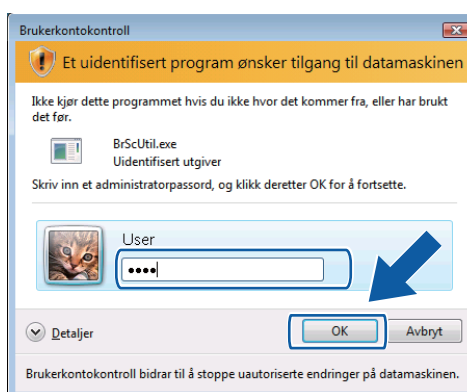 Brukerkontokontroll
Et uidentifisert program ønsker tilgang til datamaskinen
Ikke kjør dette programmet hvis du ikke hvor det kommer fra, eller har brukt
det før.
BrScUtil.exe
Uidentifisert utgiver
Skriv inn et administratorpassord, og klikk deretter OK for å fortsette.
User
••••
Detaljer
OK
Avbryt
Brukerkontokontroll bidrar til å stoppe uautoriserte endringer på datamaskinen.